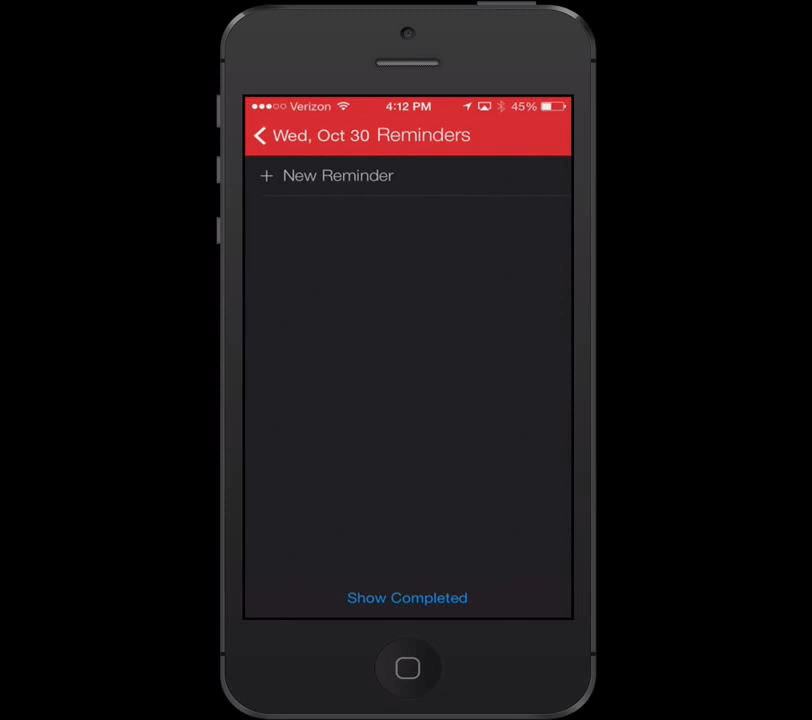 Verizon 4:12 PM 45%
Wed, Oct 30 Reminders
+ New Reminder
Show Completed